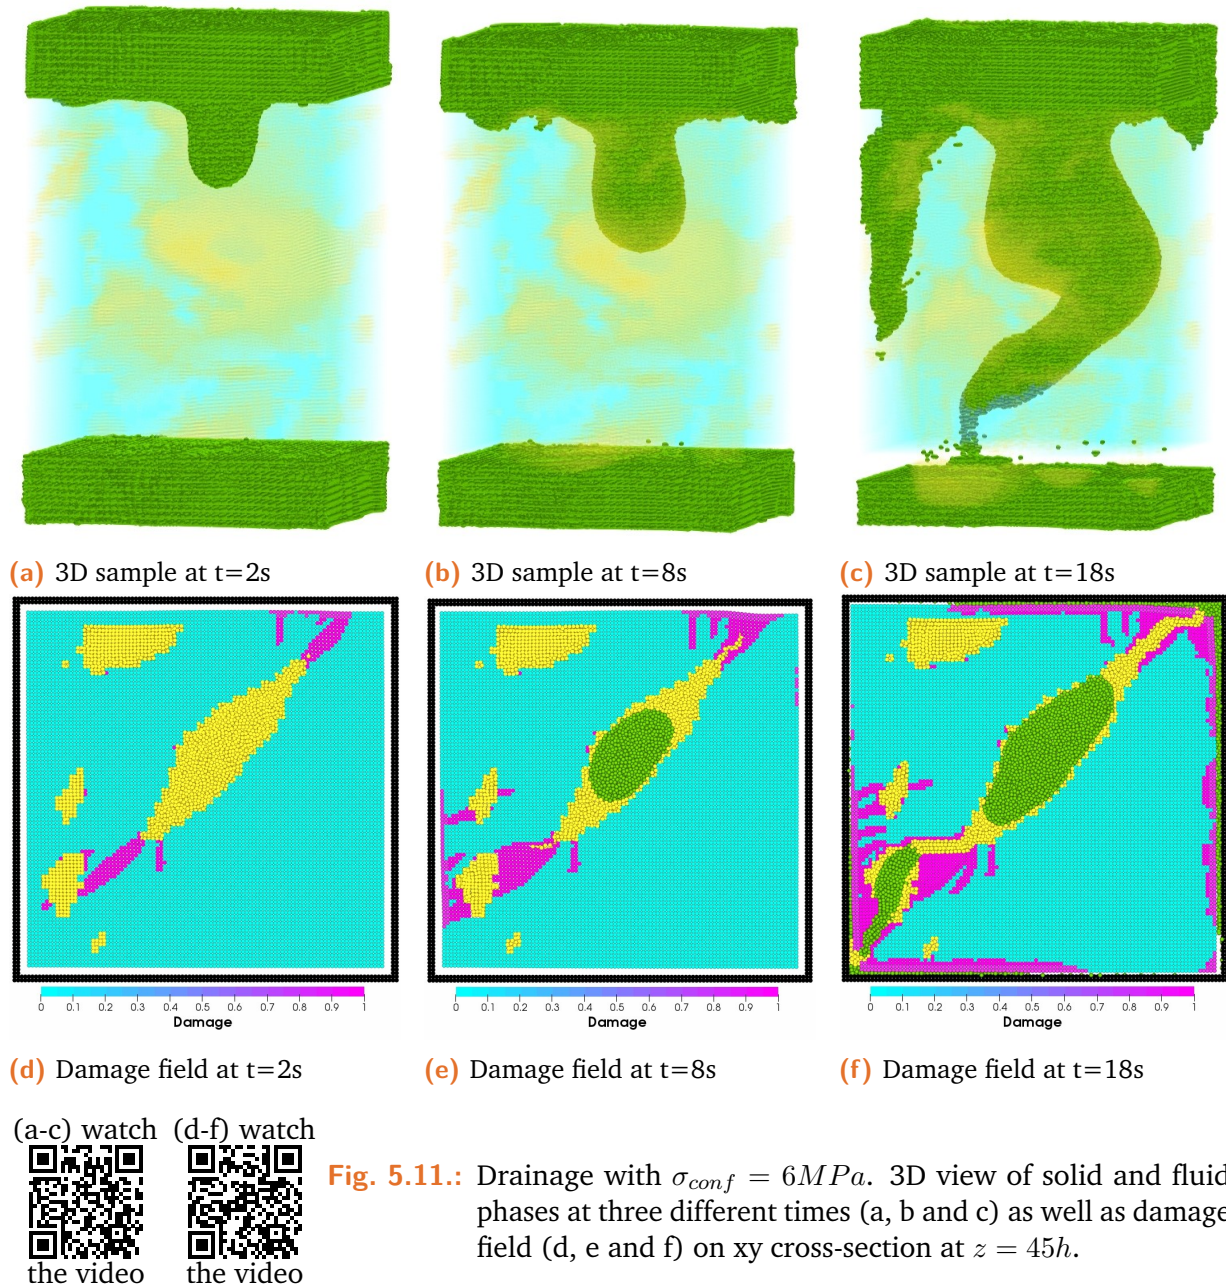 (a) 3D sample at t=2s
(b) 3D sample at t=8s
(c) 3D sample at t=18s
0 0.1 0.2 0.3 0.4 0.5 0.6 0.7 0.8 0.9 1
Damage
0 0.1 0.2 0.3 0.4 0.5 0.6 0.7 0.8 0.9 1
Damage
0 0.1 0.2 0.3 0.4 0.5 0.6 0.7 0.8 0.9 1
Damage
(d) Damage field at t=2s
(e) Damage field at t=8s
(f) Damage field at t=18s
(a-c) watch
the video
(d-f) watch
the video
Fig. 5.11.: Drainage with σ_{conf} = 6MPa. 3D view of solid and fluid
phases at three different times (a, b and c) as well as damage
field (d, e and f) on xy cross-section at z = 45h.